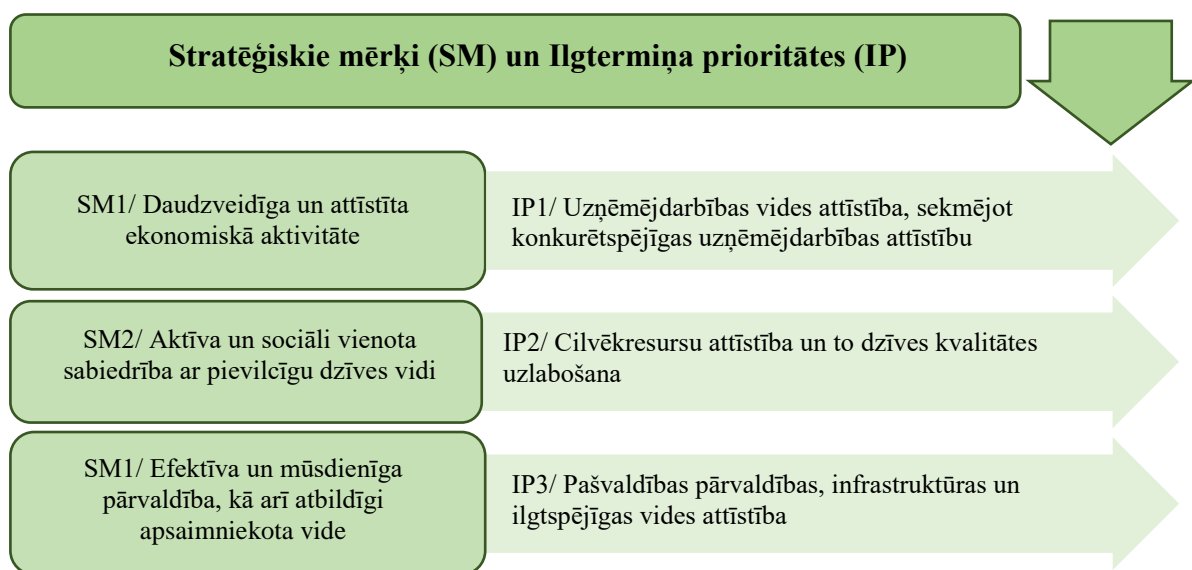 Stratēģiskie mērķi (SM) un Ilgtermiņa prioritātes (IP)
SM1/ Daudzveidīga un attīstīta
ekonomiskā aktivitāte
IP1/ Uzņēmējdarbības vides attīstība, sekmējot
konkurētspējīgas uzņēmējdarbības attīstību
SM2/ Aktīva un sociāli vienota
sabiedrība ar pievilcīgu dzīves vidi
IP2/ Cilvēkresursu attīstība un to dzīves kvalitātes
uzlabošana
SM1/ Efektīva un mūsdienīga
pārvaldība, kā arī atbildīgi
apsaimniekota vide
IP3/ Pašvaldības pārvaldības, infrastruktūras un
ilgtspējīgas vides attīstība